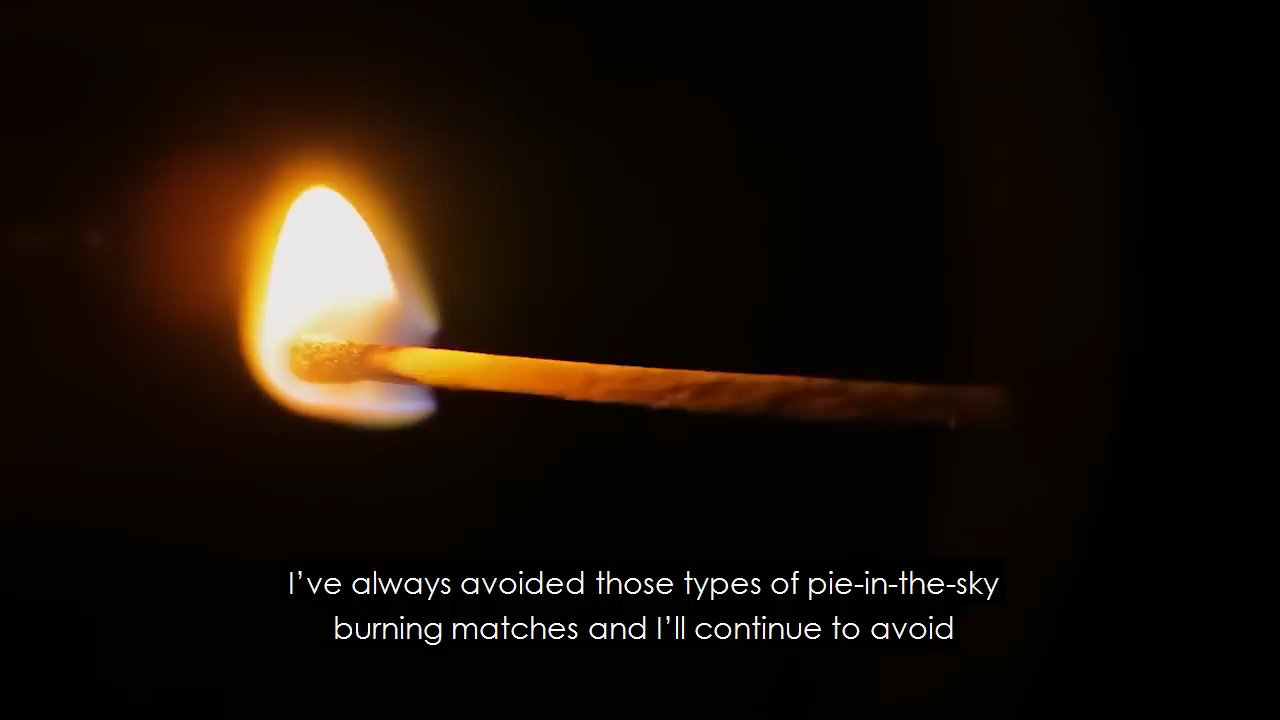 I’ve always avoided those types of pie-in-the-sky
burning matches and I’ll continue to avoid